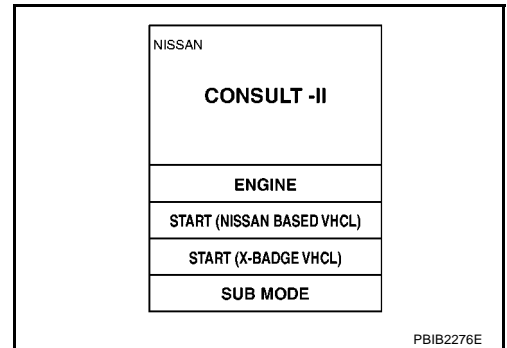 NISSAN
CONSULT -II
ENGINE
START (NISSAN BASED VHCL)
START (X-BADGE VHCL)
SUB MODE
PBIB2276E